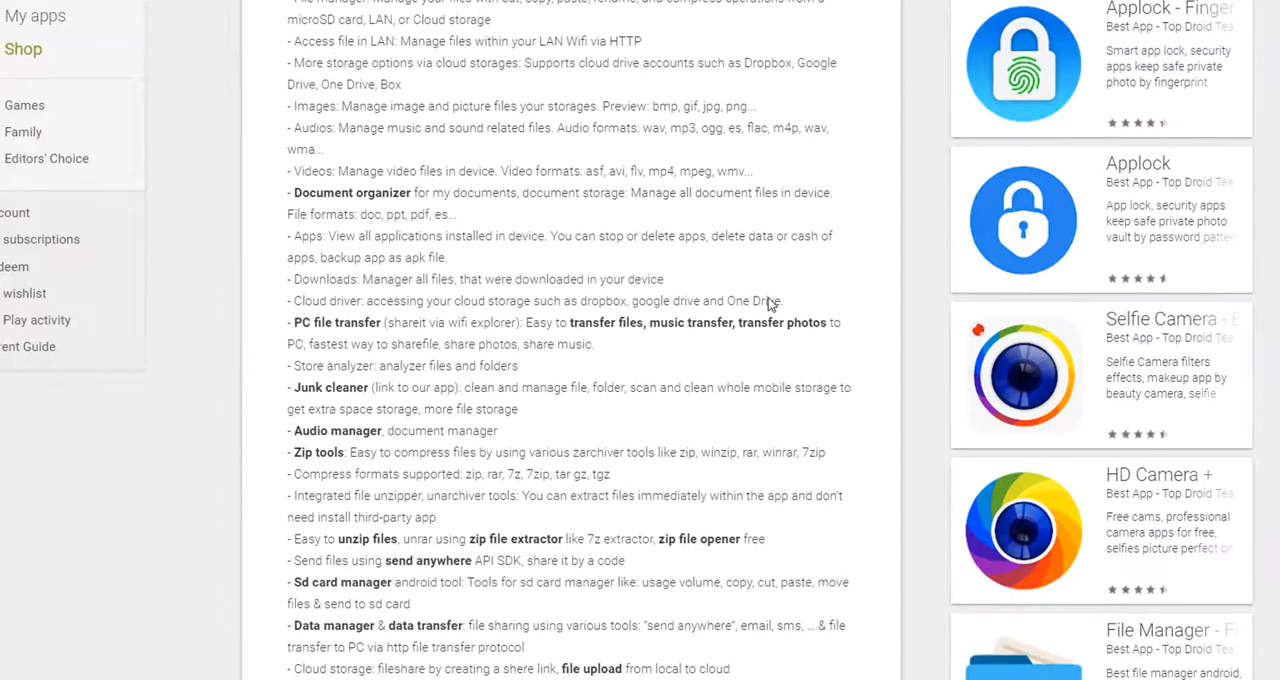 My apps
Shop
Games
Family
Editors' Choice
count
subscriptions
deem
wishlist
Play activity
rent Guide
microSD card, LAN, or Cloud storage
- Access file in LAN: Manage files within your LAN Wifi via HTTP
- More storage options via cloud storages: Supports cloud drive accounts such as Dropbox, Google
Drive, One Drive, Box
- Images: Manage image and picture files your storages. Preview: bmp, gif, jpg, png...
- Audios: Manage music and sound related files. Audio formats: wav, mp3, ogg, es, flac, m4p, wav,
wma...
- Videos: Manage video files in device. Video formats: asf, avi, flv, mp4, mpeg, wmv...
- Document organizer for my documents, document storage: Manage all document files in device.
File formats: doc, ppt, pdf, es...
- Apps: View all applications installed in device. You can stop or delete apps, delete data or cash of
apps, backup app as apk file.
- Downloads: Manager all files, that were downloaded in your device
- Cloud driver: accessing your cloud storage such as dropbox, google drive and One Drive.
- PC file transfer (shareit via wifi explorer): Easy to transfer files, music transfer, transfer photos to
PC, fastest way to sharefile, share photos, share music.
- Store analyzer: analyzer files and folders
- Junk cleaner (link to our app): clean and manage file, folder, scan and clean whole mobile storage to
get extra space storage, more file storage
- Audio manager, document manager
- Zip tools: Easy to compress files by using various zarchiver tools like zip, winzip, rar, winrar, 7zip
- Compress formats supported: zip, rar, 7z, 7zip, tar gz, tgz
- Integrated file unzipper, unarchiver tools: You can extract files immediately within the app and don't
need install third-party app
- Easy to unzip files, unrar using zip file extractor like 7z extractor, zip file opener free
- Send files using send anywhere API SDK, share it by a code
- Sd card manager android tool: Tools for sd card manager like: usage volume, copy, cut, paste, move
files & send to sd card
- Data manager & data transfer: file sharing using various tools: "send anywhere", email, sms, ... & file
transfer to PC via http file transfer protocol
- Cloud storage: fileshare by creating a shere link, file upload from local to cloud
Applock - Finger
Best App - Top Droid Tea
Smart app lock, security
apps keep safe private
photo by fingerprint
Applock
Best App - Top Droid Tea
App lock, security apps
keep safe private photo
vault by password patter
Selfie Camera -
Best App - Top Droid Tea
Selfie Camera filters
effects, makeup app by
beauty camera, selfie
HD Camera +
Best App - Top Droid Tea
Free cams, professional
camera apps for free,
selfies picture perfect on
File Manager - Fi
Best App - Top Droid Tea
Best file manager android,